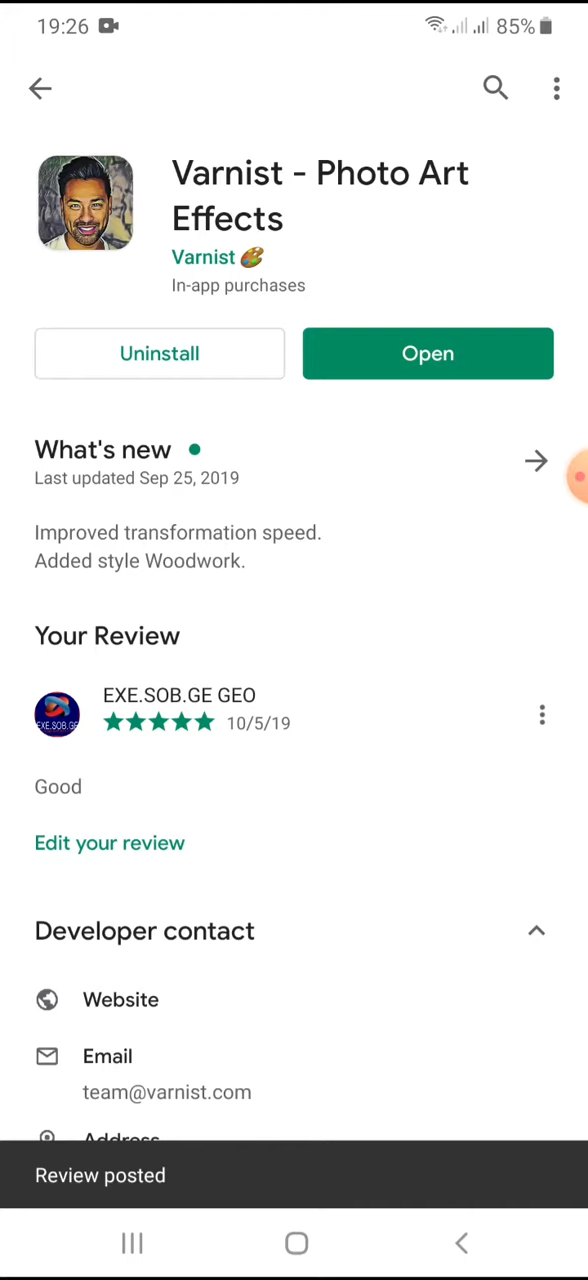 19:26
85%
Varnist - Photo Art
Effects
Varnist
In-app purchases
Uninstall
Open
What's new
Last updated Sep 25, 2019
Improved transformation speed.
Added style Woodwork.
Your Review
EXE.SOB.GE GEO
EXE.SOB.GE
10/5/19
Good
Edit your review
Developer contact
Website
Email
team@varnist.com
Address
Review posted